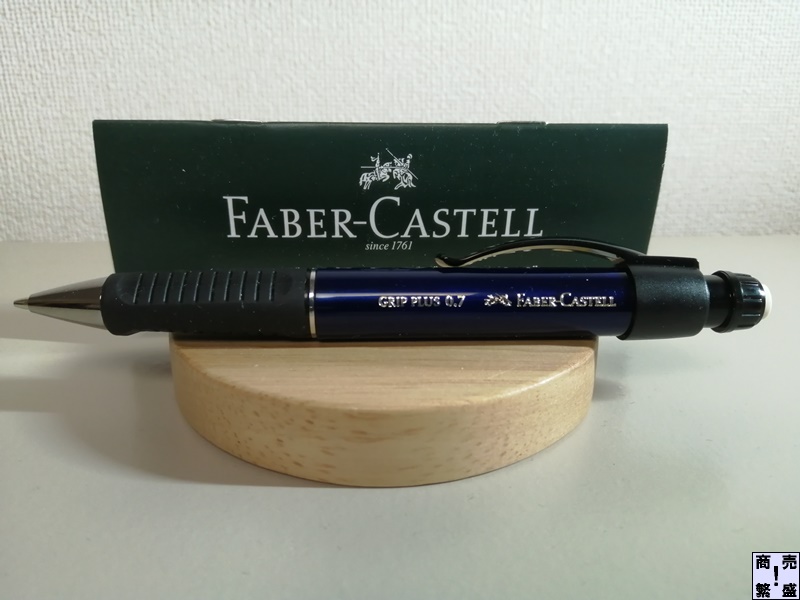 FABER-CASTELL
since 1761
GRIP PLUS 0.7 FABER-CASTELL
商売
!
繁盛